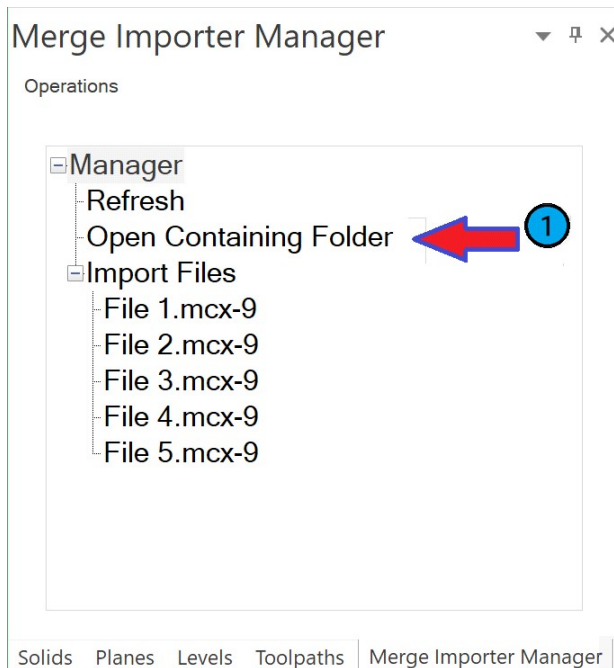 Merge Importer Manager
Operations
Manager
Refresh
Open Containing Folder
1
Import Files
File 1.mcx-9
File 2.mcx-9
File 3.mcx-9
File 4.mcx-9
File 5.mcx-9
Solids Planes Levels Toolpaths Merge Importer Manager